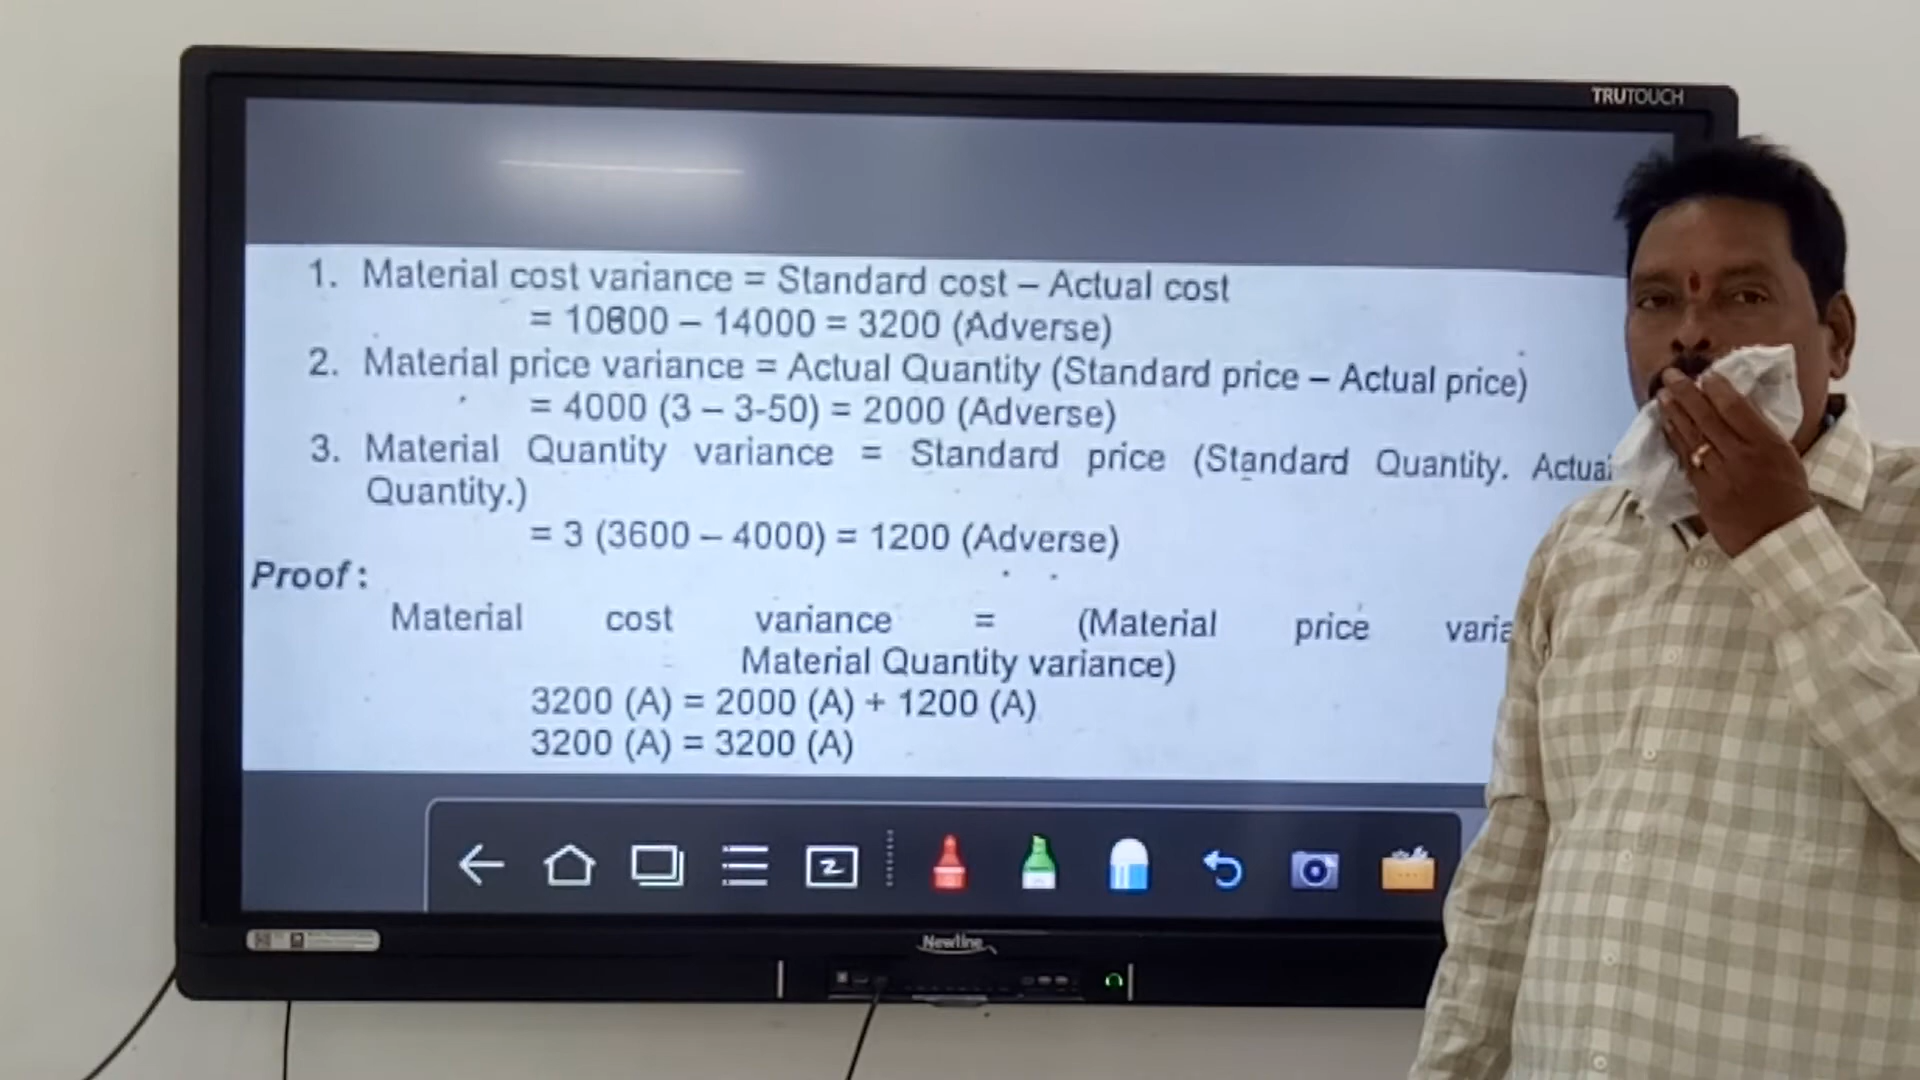 TRUTOUCH
1. Material cost variance = Standard cost – Actual cost
= 10800 – 14000 = 3200 (Adverse)
2. Material price variance = Actual Quantity (Standard price – Actual price)
= 4000 (3 – 3-50) = 2000 (Adverse)
3. Material Quantity variance = Standard price (Standard Quantity. Actual
Quantity.)
= 3 (3600 – 4000) = 1200 (Adverse)
Proof :
Material cost variance = (Material price varia
Material Quantity variance)
3200 (A) = 2000 (A) + 1200 (A)
3200 (A) = 3200 (A)
Newline